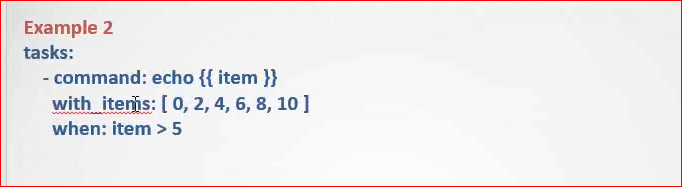 Example 2
tasks:
- command: echo {{ item }}
with_items: [ 0, 2, 4, 6, 8, 10 ]
when: item > 5